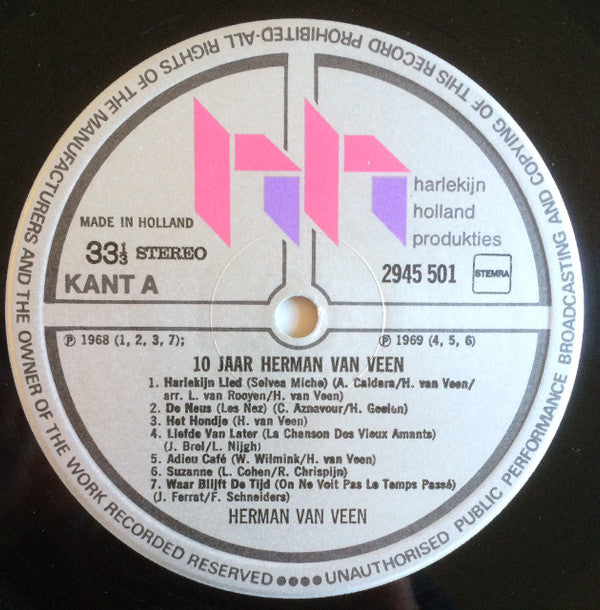 ALL RIGHTS OF THE MANUFACTURERS AND THE OWNER OF THE WORK RECORDED RESERVED ●●●● UNAUTHORISED PUBLIC PERFORMANCE BROADCASTING AND COPYING OF THIS RECORD PROHIBITED-
harlekijn
holland
produkties
MADE IN HOLLAND
33⅓ STEREO
2945 501
STEMRA
KANT A
℗ 1968 (1, 2, 3, 7);
℗ 1969 (4, 5, 6)
10 JAAR HERMAN VAN VEEN
1. Harlekijn Lied (Selvea Miche) (A. Caldara/H. van Veen/
arr. L. van Rooyen/H. van Veen)
2. De Neus (Les Nez) (C. Aznavour/H. Geelen)
3. Het Hondje (H. van Veen)
4. Liefde Van Later (La Chanson Des Vieux Amants)
(J. Brel/L. Nijgh)
5. Adieu Café (W. Wilmink/H. van Veen)
6. Suzanne (L. Cohen/R. Chrispijn)
7. Waar Blijft De Tijd (On Ne Voit Pas Le Temps Passé)
(J. Ferrat/F. Schneiders)
HERMAN VAN VEEN